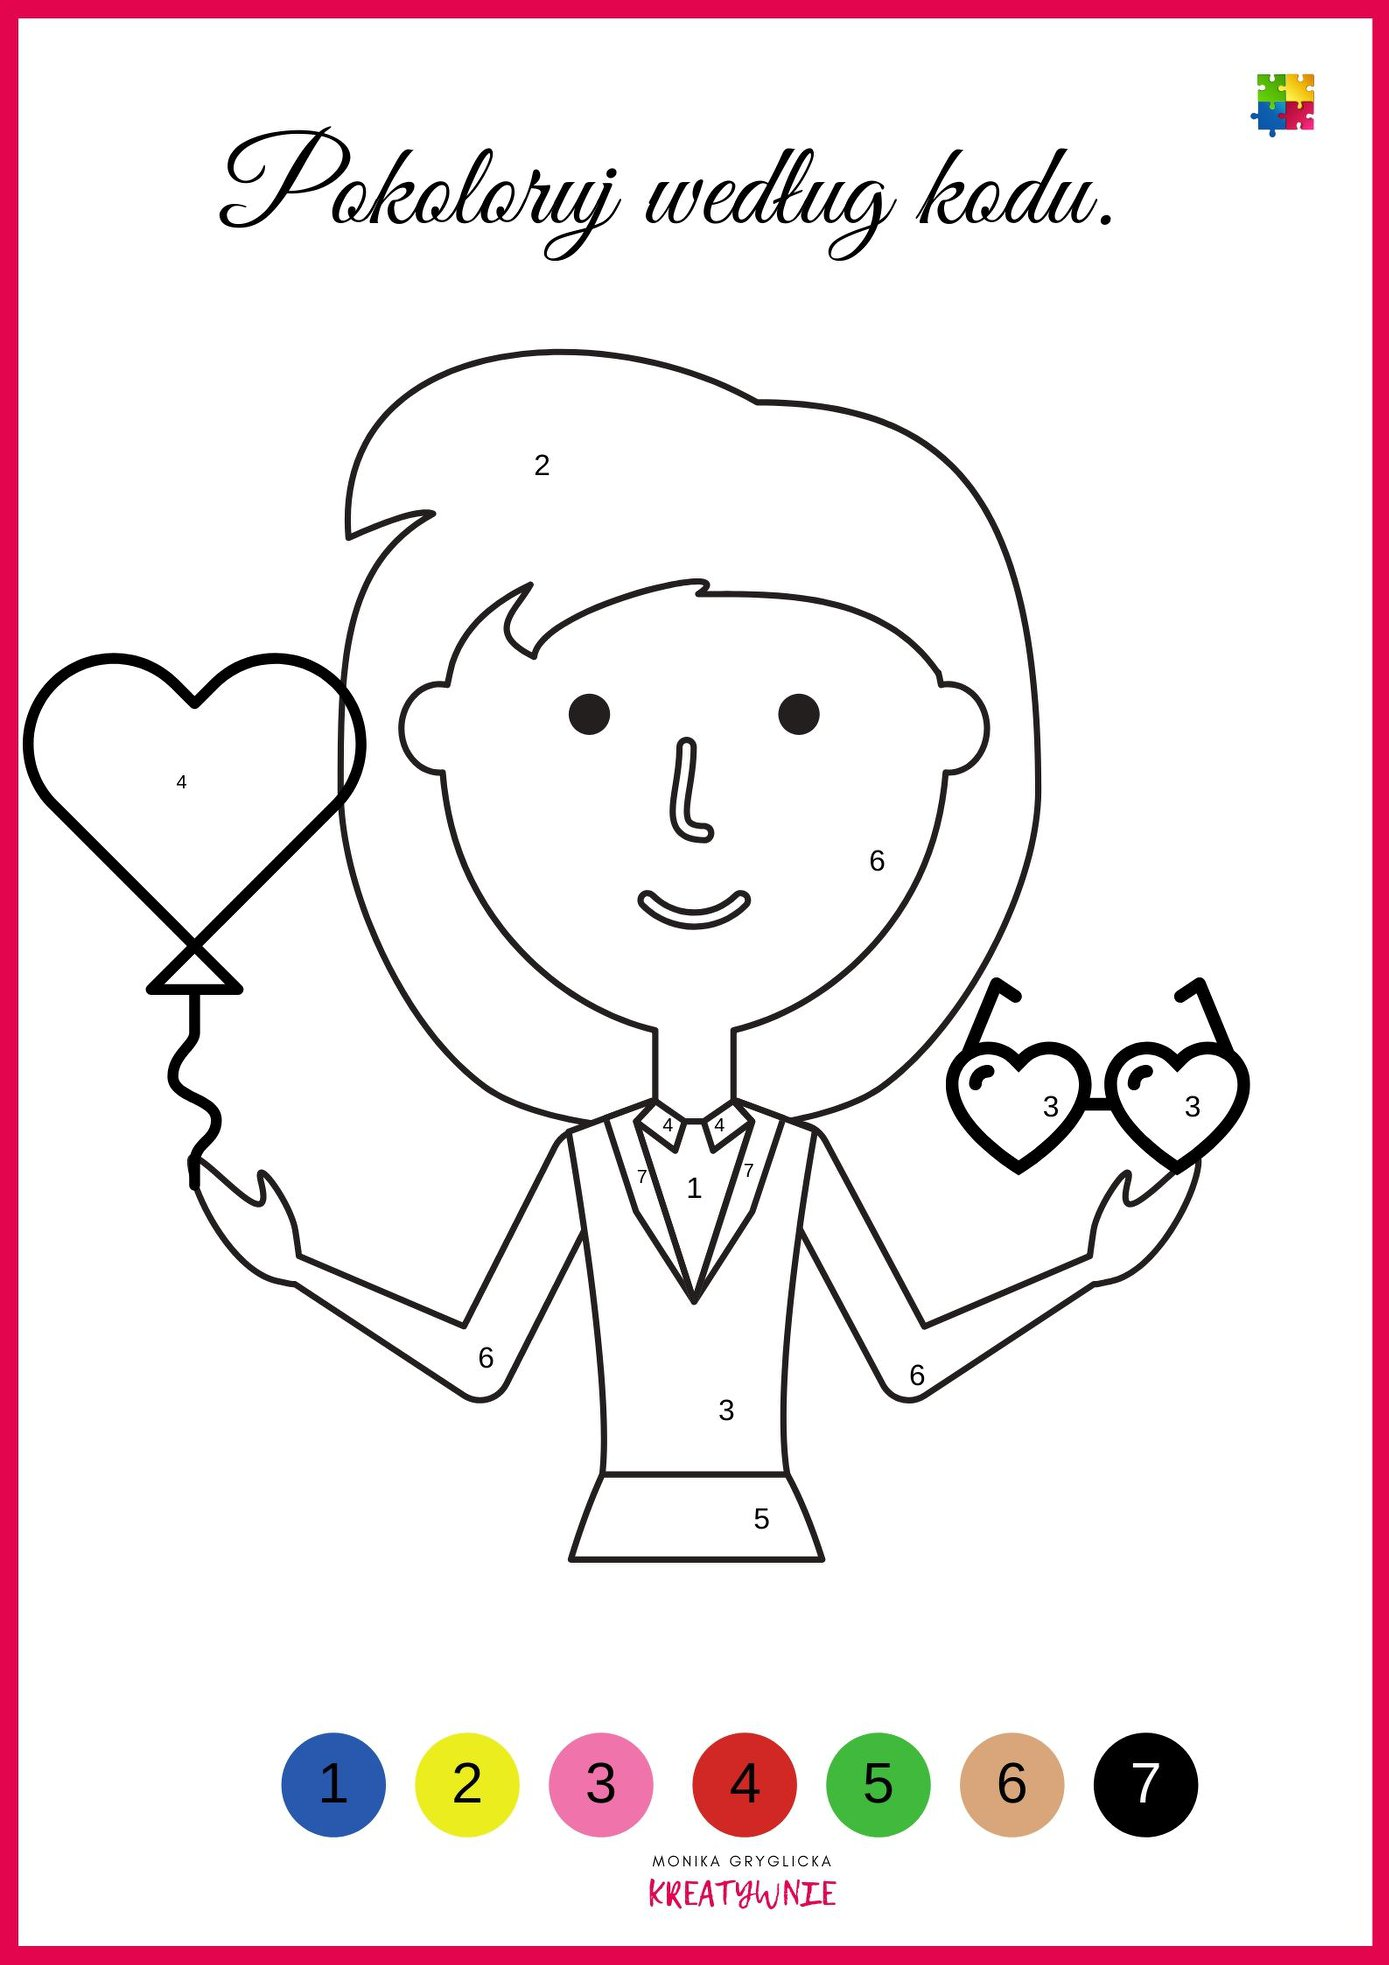 Pokoloruj według kodu.
2
4
6
3 3
4 4
7 1 7
6 6
3
5
1 2 3 4 5 6 7
MONIKA GRYGLICKA
KREATYWNIE